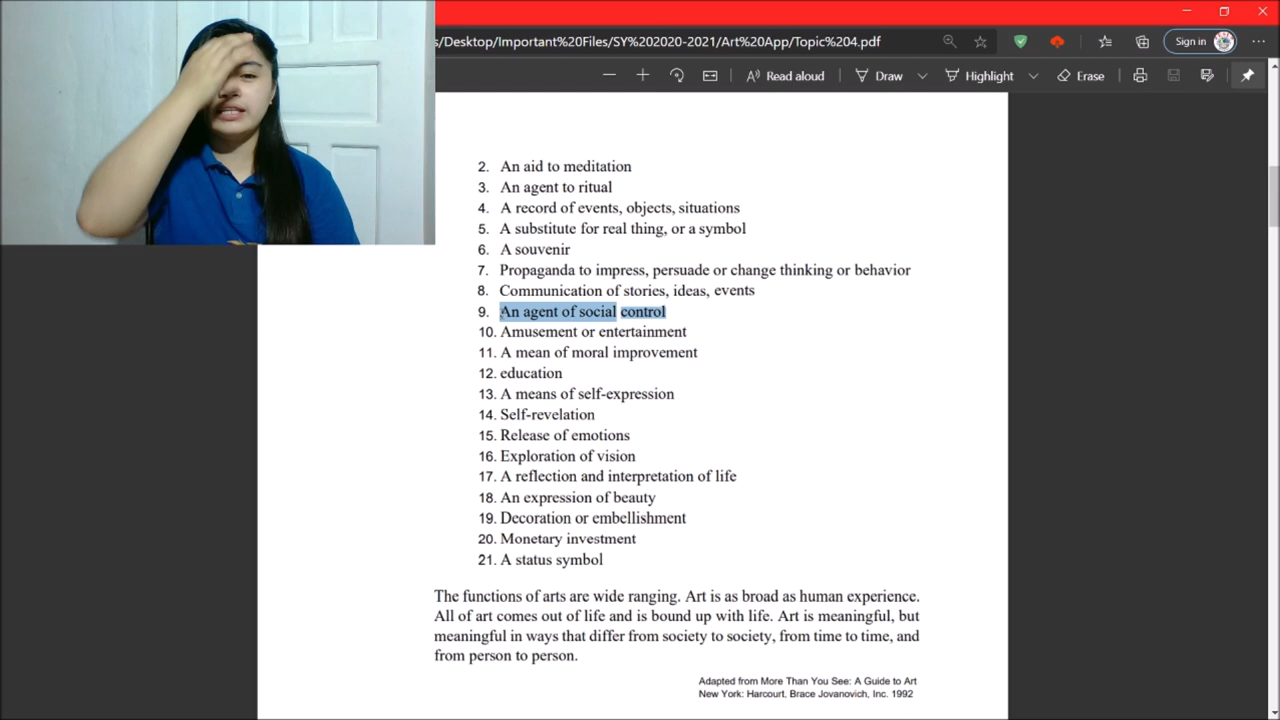 s/Desktop/Important%20Files/SY%202020-2021/Art%20App/Topic%204.pdf
Sign in
Read aloud
Draw
Highlight
Erase
2. An aid to meditation
3. An agent to ritual
4. A record of events, objects, situations
5. A substitute for real thing, or a symbol
6. A souvenir
7. Propaganda to impress, persuade or change thinking or behavior
8. Communication of stories, ideas, events
9. An agent of social control
10. Amusement or entertainment
11. A mean of moral improvement
12. education
13. A means of self-expression
14. Self-revelation
15. Release of emotions
16. Exploration of vision
17. A reflection and interpretation of life
18. An expression of beauty
19. Decoration or embellishment
20. Monetary investment
21. A status symbol
The functions of arts are wide ranging. Art is as broad as human experience.
All of art comes out of life and is bound up with life. Art is meaningful, but
meaningful in ways that differ from society to society, from time to time, and
from person to person.
Adapted from More Than You See: A Guide to Art
New York: Harcourt, Brace Jovanovich, Inc. 1992